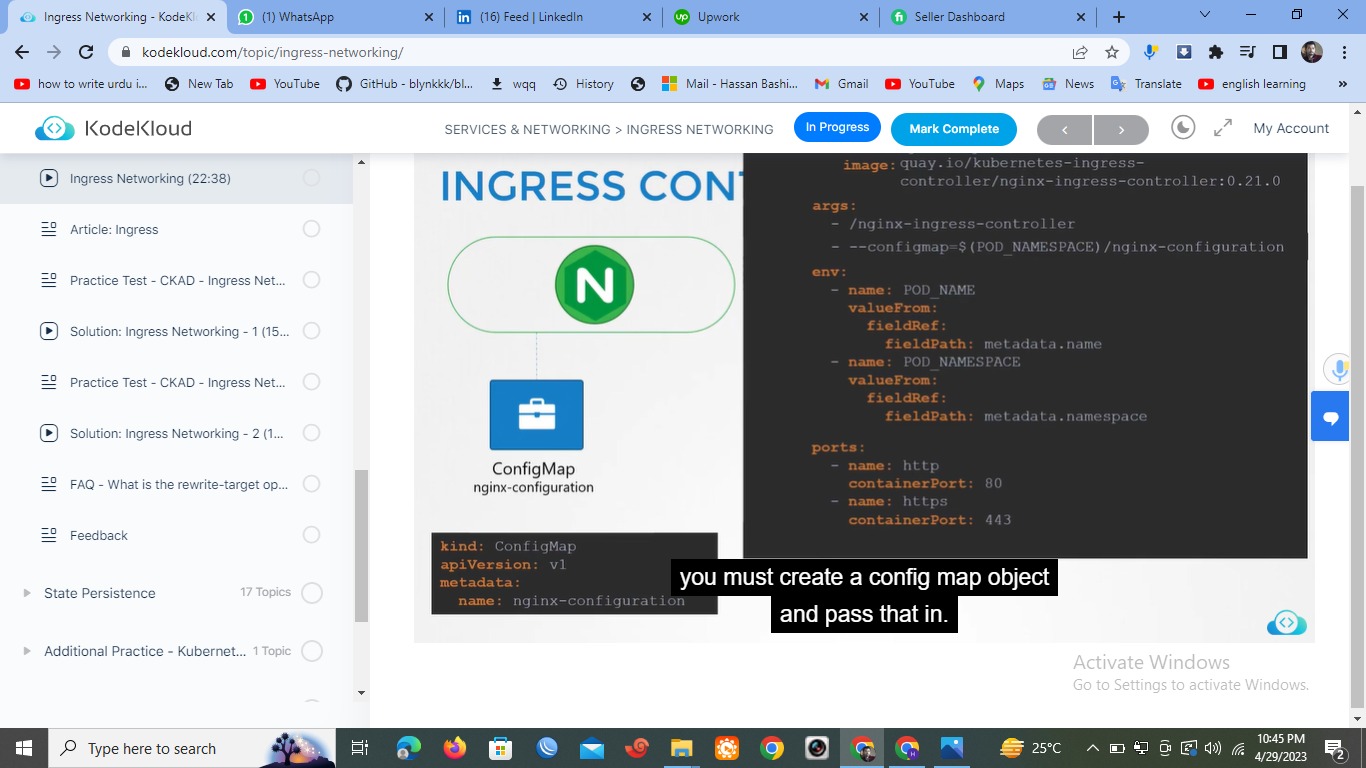 Ingress Networking - KodeKloud
(1) WhatsApp
(16) Feed | LinkedIn
Upwork
Seller Dashboard
kodekloud.com/topic/ingress-networking/
how to write urdu i...
New Tab
YouTube
GitHub - blynkkk/bl...
wqq
History
Mail - Hassan Bashi...
Gmail
YouTube
Maps
News
Translate
english learning
KodeKloud
SERVICES & NETWORKING > INGRESS NETWORKING
In Progress
Mark Complete
My Account
Ingress Networking (22:38)
Article: Ingress
Practice Test - CKAD - Ingress Net...
Solution: Ingress Networking - 1 (15...
Practice Test - CKAD - Ingress Net...
Solution: Ingress Networking - 2 (1...
FAQ - What is the rewrite-target op...
Feedback
State Persistence
17 Topics
Additional Practice - Kubernet...
1 Topic
INGRESS CONT
N
ConfigMap
nginx-configuration
kind: ConfigMap
apiVersion: v1
metadata:
name: nginx-configuration
image: quay.io/kubernetes-ingress-
controller/nginx-ingress-controller:0.21.0
args:
- /nginx-ingress-controller
- --configmap=$(POD_NAMESPACE)/nginx-configuration
env:
- name: POD_NAME
valueFrom:
fieldRef:
fieldPath: metadata.name
- name: POD_NAMESPACE
valueFrom:
fieldRef:
fieldPath: metadata.namespace
ports:
- name: http
containerPort: 80
- name: https
containerPort: 443
you must create a config map object
and pass that in.
Activate Windows
Go to Settings to activate Windows.
Type here to search
25°C
10:45 PM
4/29/2023
2